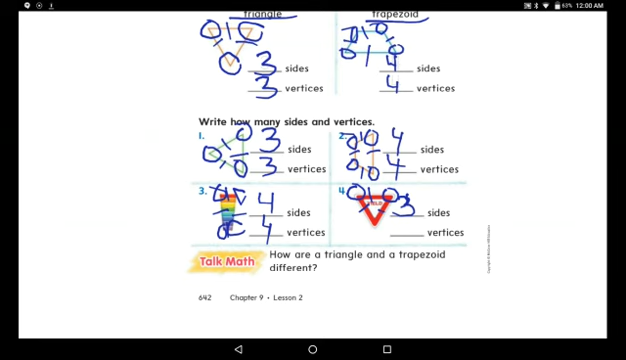 63% 12:00 AM
triangle trapezoid
3 sides 4 sides
3 vertices 4 vertices
Write how many sides and vertices.
1. 3 sides 2. 4 sides
3 vertices 4 vertices
3. 4 sides 4. 3 sides
4 vertices vertices
Talk Math How are a triangle and a trapezoid
different?
642 Chapter 9 • Lesson 2